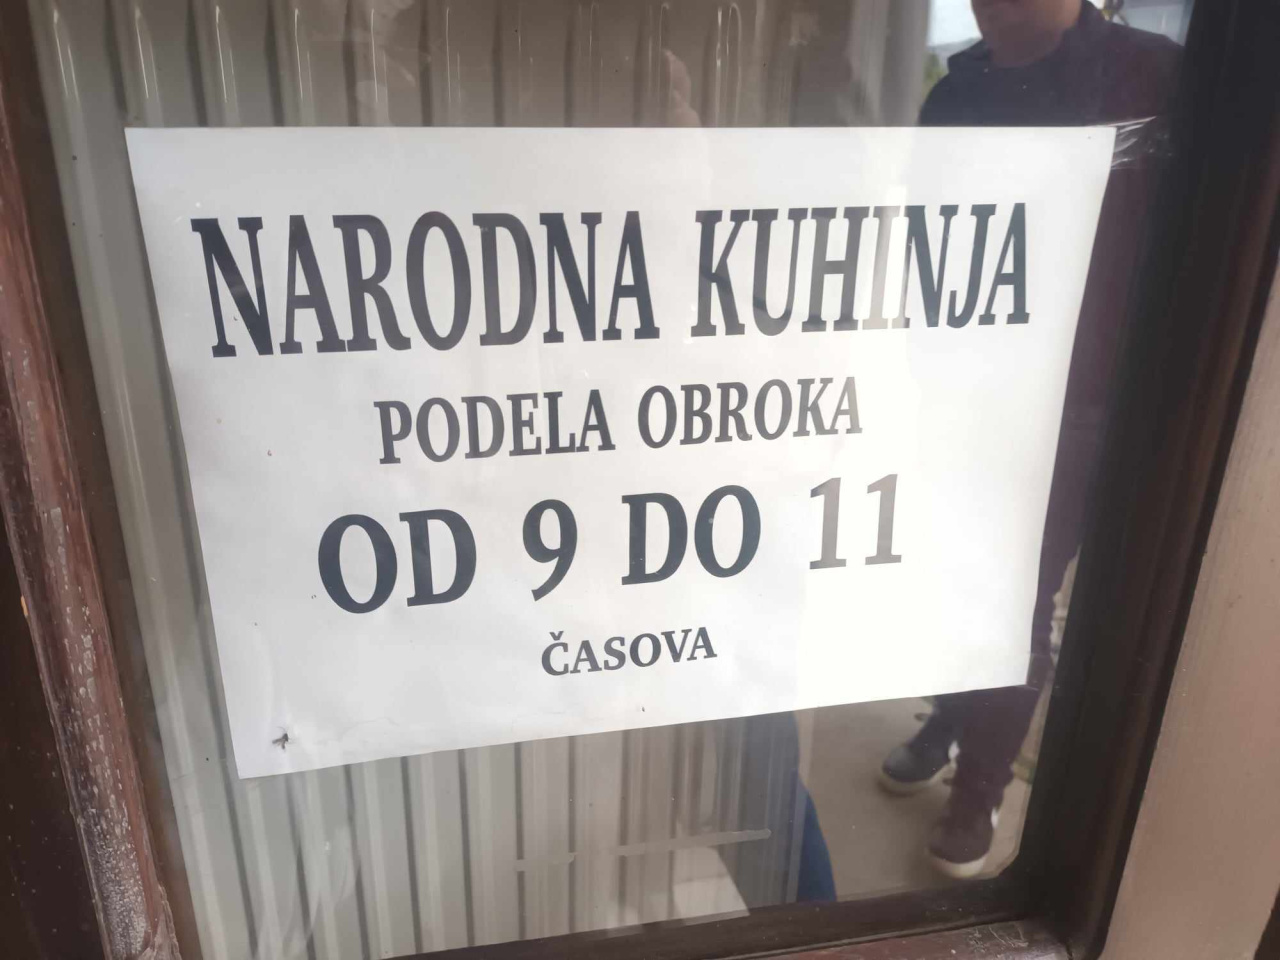 NARODNA KUHINJA
PODELA OBROKA
OD 9 DO 11
ČASOVA